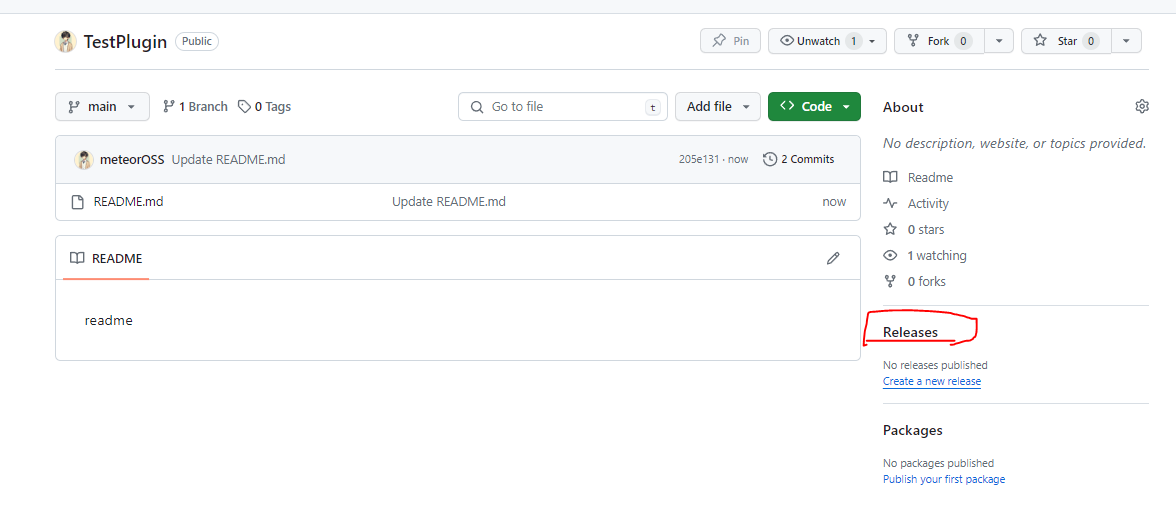 TestPlugin Public
Pin
Unwatch 1
Fork 0
Star 0
main
1 Branch
0 Tags
Go to file t
Add file
Code
meteorOSS Update README.md 205e131 · now 2 Commits
README.md Update README.md now
README
readme
About
No description, website, or topics provided.
Readme
Activity
0 stars
1 watching
0 forks
Releases
No releases published
Create a new release
Packages
No packages published
Publish your first package